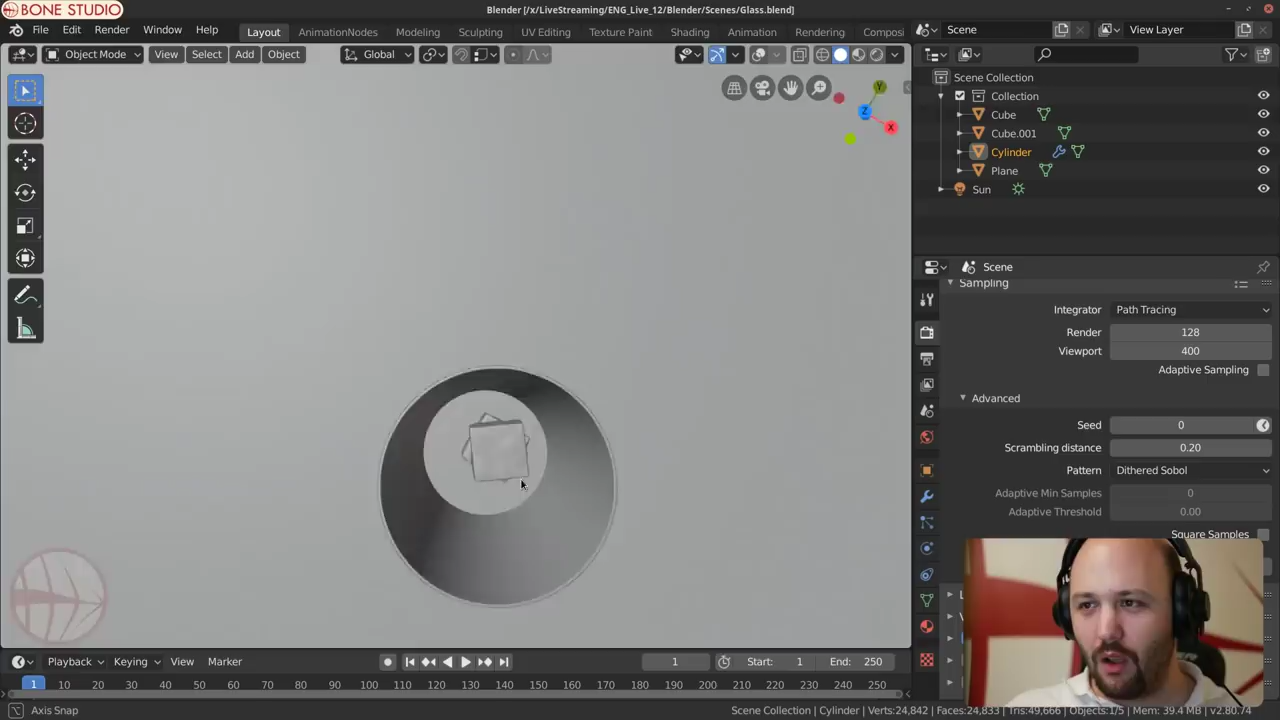 BONE STUDIO
Blender [/x/LiveStreaming/ENG_Live_12/Blender/Scenes/Glass.blend]
File Edit Render Window Help
Layout AnimationNodes Modeling Sculpting UV Editing Texture Paint Shading Animation Rendering Composi
Scene
View Layer
Object Mode View Select Add Object
Global
Y
Z
X
Scene Collection
Collection
Cube
Cube.001
Cylinder
Plane
Sun
Scene
Sampling
Integrator Path Tracing
Render 128
Viewport 400
Adaptive Sampling
Advanced
Seed 0
Scrambling distance 0.20
Pattern Dithered Sobol
Adaptive Min Samples 0
Adaptive Threshold 0.00
Square Samples
Playback Keying View Marker
1 Start: 1 End: 250
1 10 20 30 40 50 60 70 80 90 100 110 120 130 140 150 160 170 180 190 200 210 220 230 240 250
Axis Snap
Scene Collection | Cylinder | Verts:24,842 | Faces:24,833 | Tris:49,666 | Objects:1/5 | Mem: 39.4 MB | v2.80.74